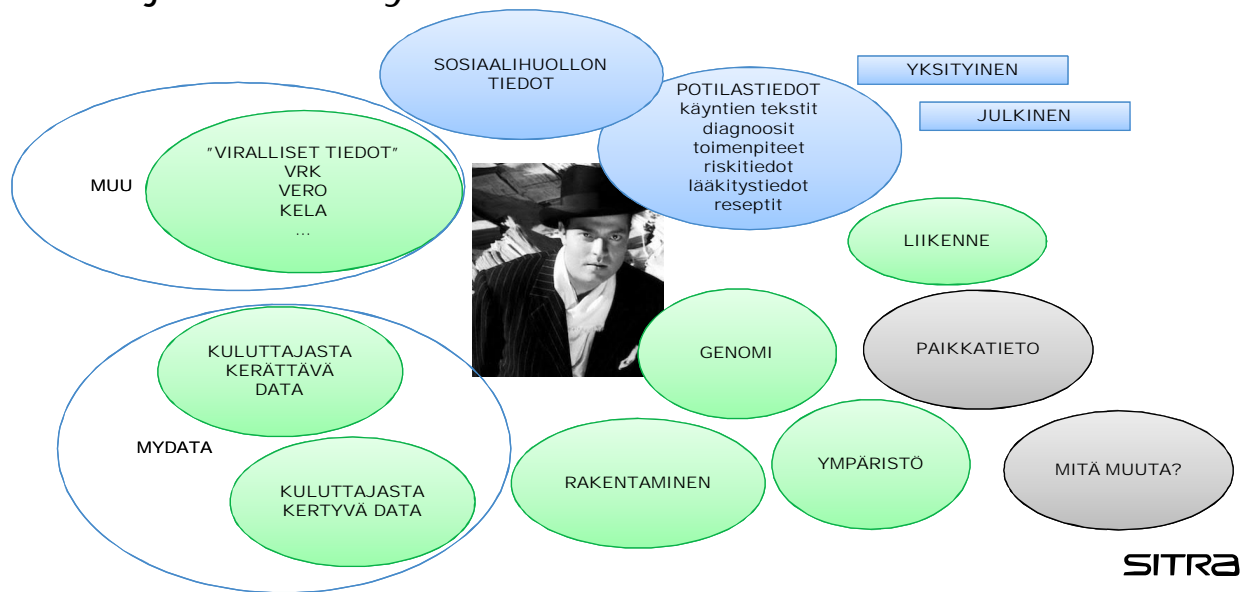 SOSIAALIHUOLLON
TIEDOT
POTILASTIEDOT
käyntien tekstit
diagnoosit
toimenpiteet
riskitiedot
lääkitystiedot
reseptit
YKSITYINEN
JULKINEN
MUU
"VIRALLISET TIEDOT"
VRK
VERO
KELA
...
LIIKENNE
KULUTTAJASTA
KERÄTTÄVÄ
DATA
GENOMI
PAIKKATIETO
MYDATA
KULUTTAJASTA
KERTYVÄ DATA
RAKENTAMINEN
YMPÄRISTÖ
MITÄ MUUTA?
SITRA